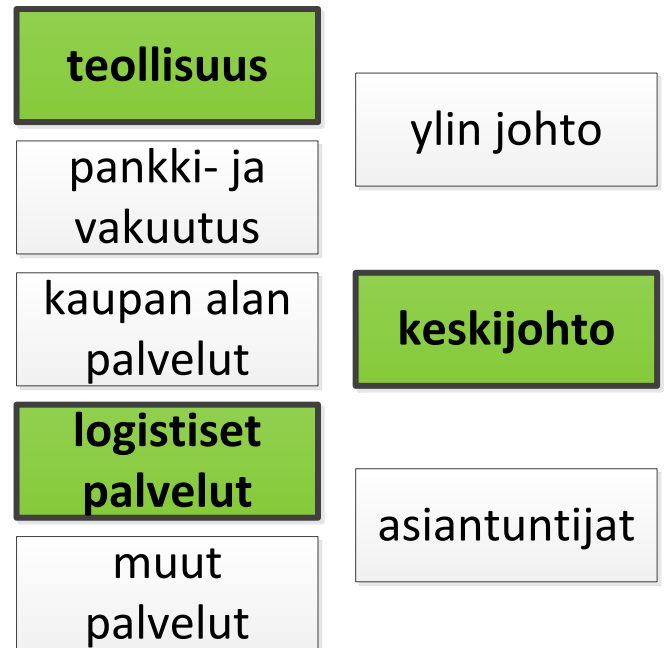 teollisuus
pankki- ja
vakuutus
kaupan alan
palvelut
logistiset
palvelut
muut
palvelut
ylin johto
keskijohto
asiantuntijat